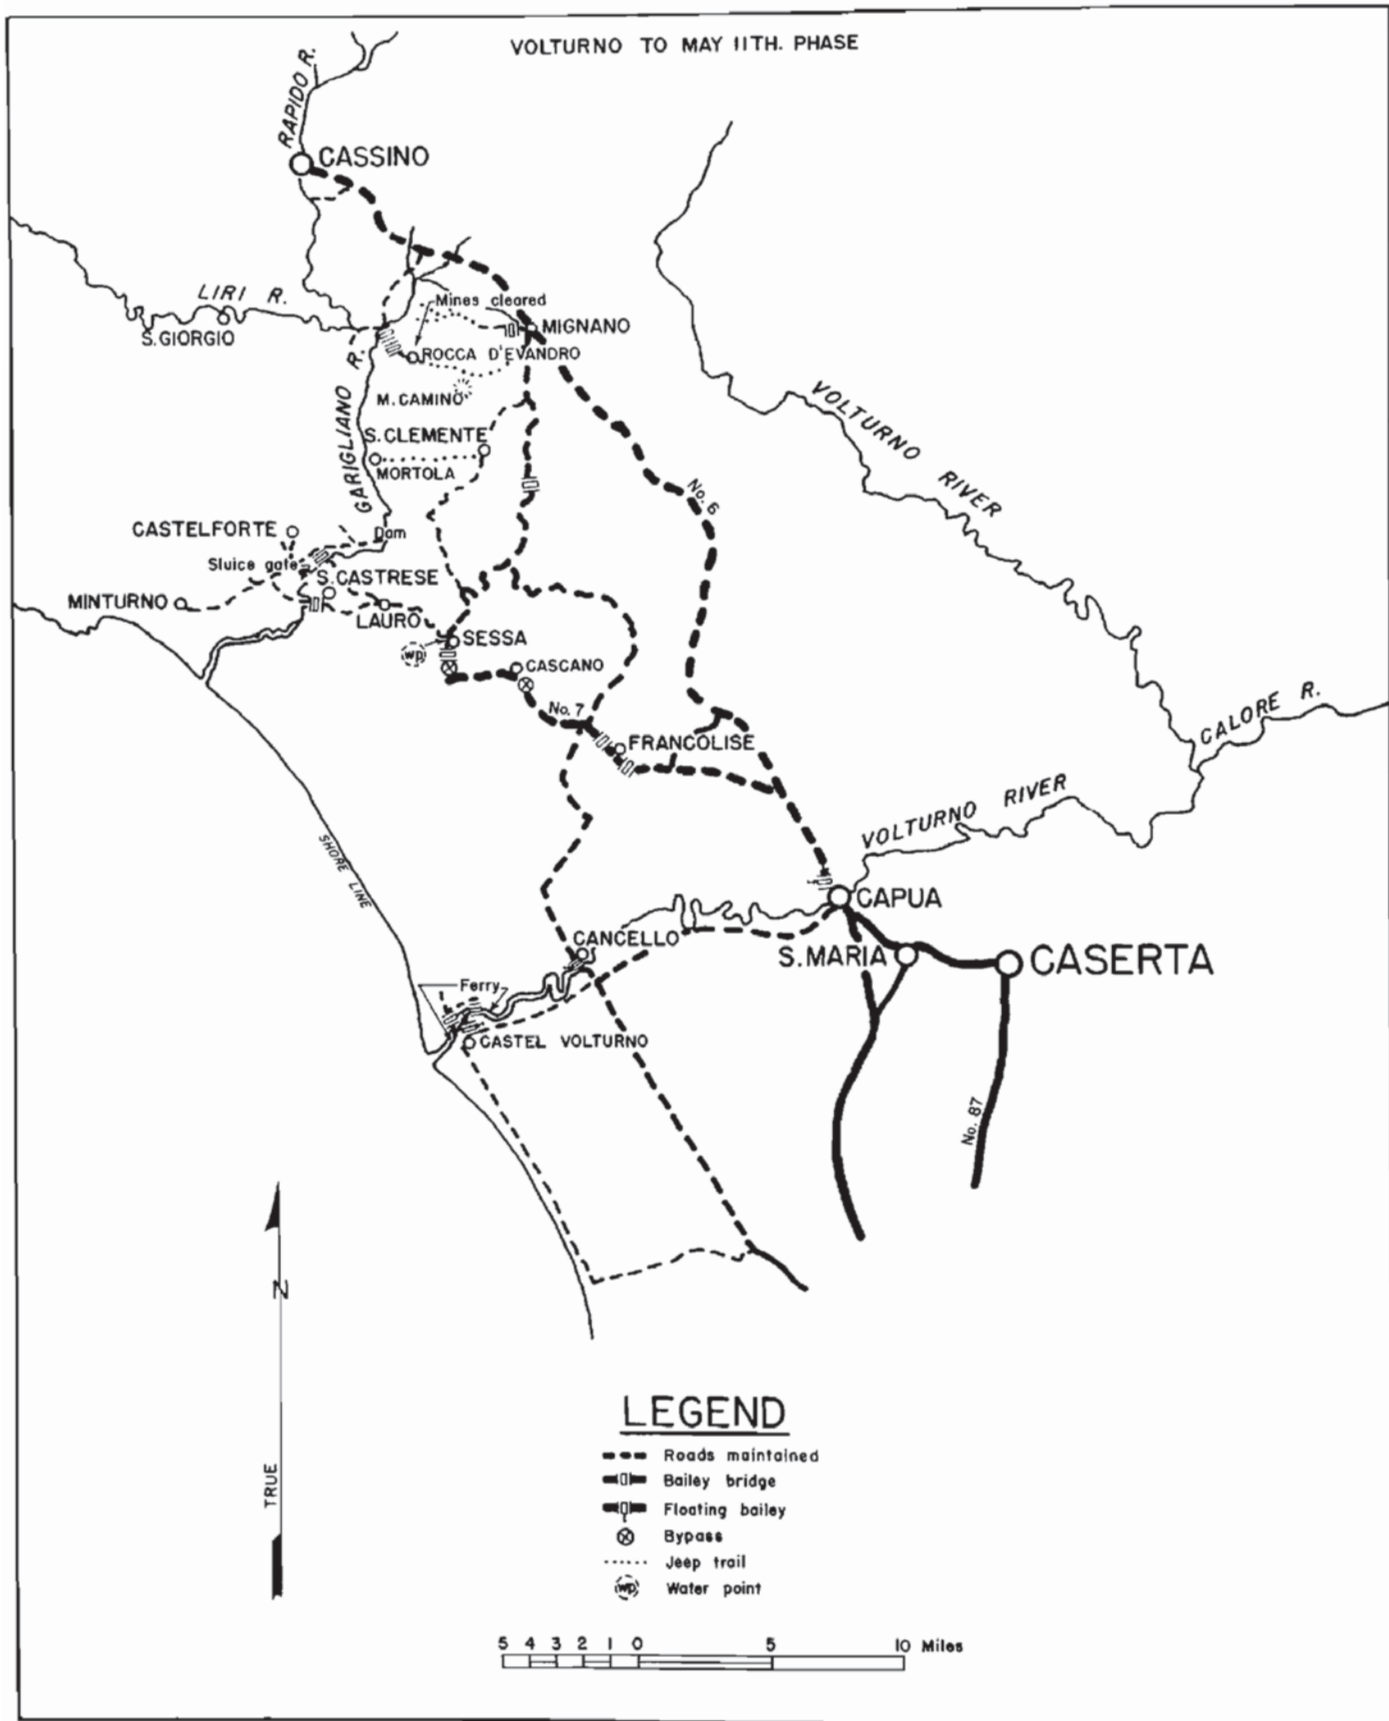 VOLTURNO TO MAY 11TH. PHASE
RAPIDO R.
CASSINO
LIRI R.
S.GIORGIO
Mines cleared
MIGNANO
ROCCA D'EVANDRO
GARIGLIANO R.
M. CAMINO
S. CLEMENTE
MORTOLA
VOLTURNO RIVER
No. 6
CASTELFORTE
Dam
Sluice gate
S. CASTRESE
MINTURNO
LAURO
SESSA
wp
CASCANO
No. 7
FRANCOLISE
CALORE R.
VOLTURNO RIVER
SHORE LINE
CAPUA
CANCELLO
S. MARIA
CASERTA
Ferry
CASTEL VOLTURNO
No. 87
N
TRUE
LEGEND
Roads maintained
Bailey bridge
Floating bailey
Bypass
Jeep trail
wp Water point
5 4 3 2 1 0 5 10 Miles